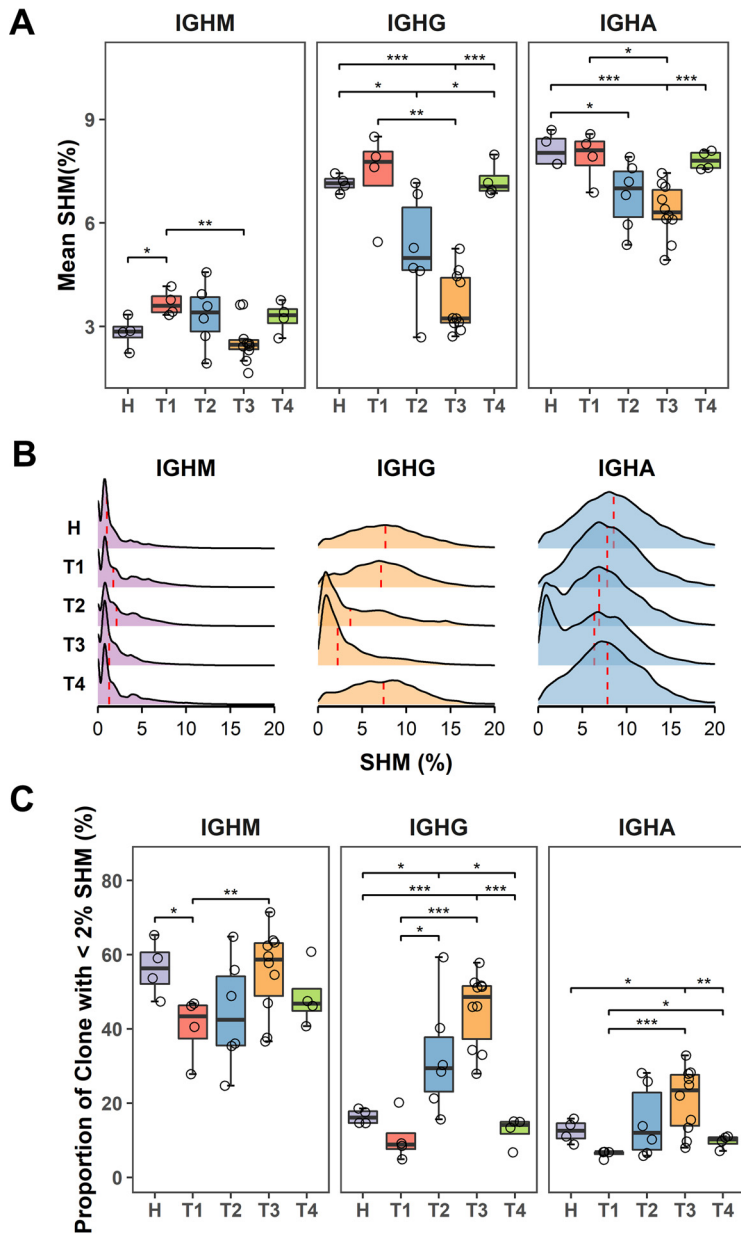 A
IGHM IGHG IGHA
Mean SHM(%)
9
6
3
* **
*** ***
* *
**
*
*** ***
*
H T1 T2 T3 T4 H T1 T2 T3 T4 H T1 T2 T3 T4
B
IGHM IGHG IGHA
H
T1
T2
T3
T4
0 5 10 15 20 0 5 10 15 20 0 5 10 15 20
SHM (%)
C
IGHM IGHG IGHA
Proportion of Clone with < 2% SHM (%)
80
60
40
20
0
* **
* *
*** ***
***
*
* **
*
***
H T1 T2 T3 T4 H T1 T2 T3 T4 H T1 T2 T3 T4